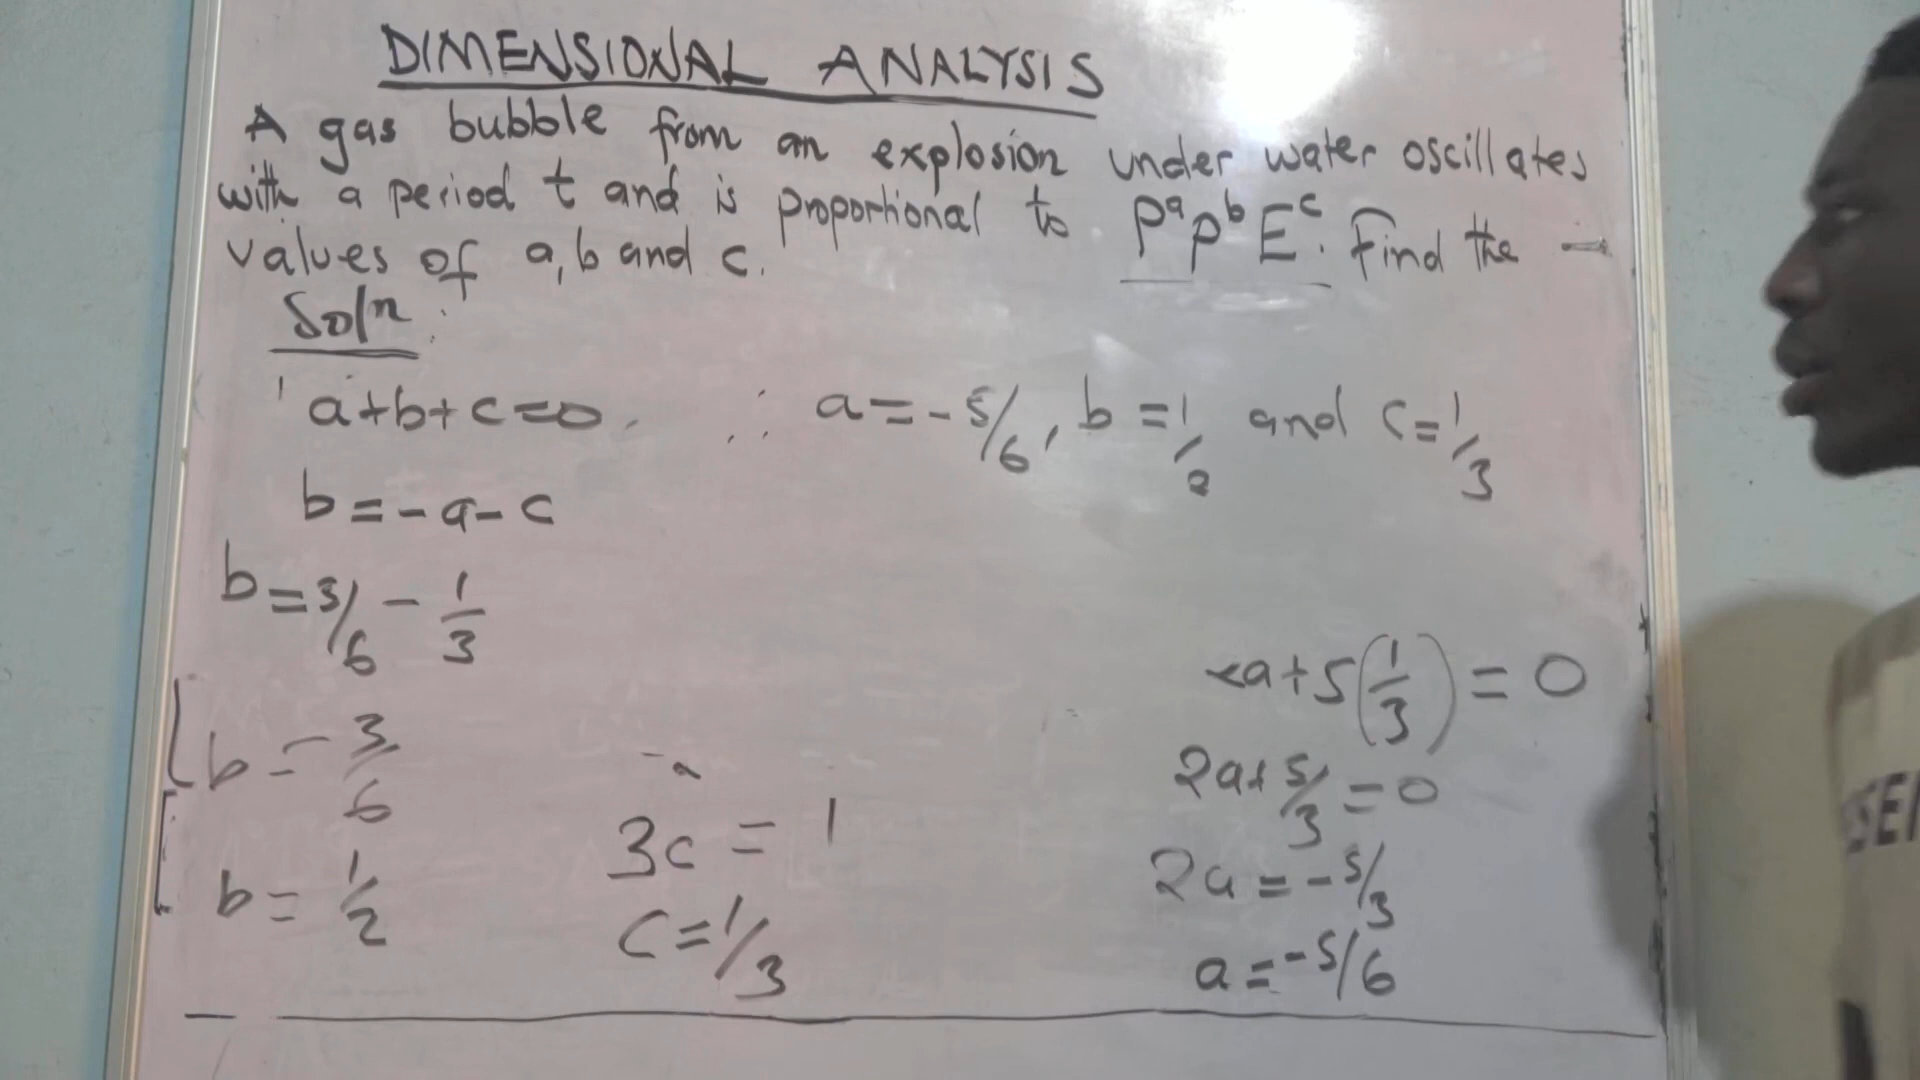 DIMENSIONAL ANALYSIS
A gas bubble from an explosion under water oscillates
with a period t and is proportional to P^a ρ^b E^c. Find the -
values of a, b and c.
Soln:
a+b+c=0. ∴ a=-5/6, b=1/2 and c=1/3
b=-a-c
b=5/6-1/3
b=3/6
b=1/2
3c=1
c=1/3
2a+5(1/3)=0
2a+5/3=0
2a=-5/3
a=-5/6